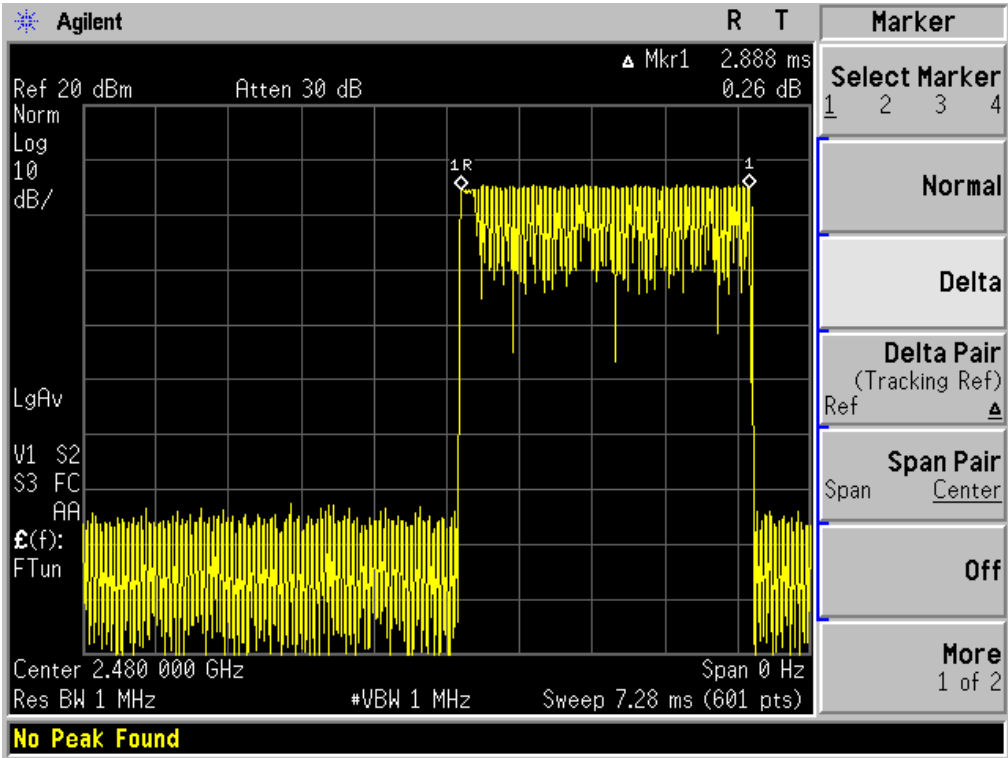 Agilent
R T
Marker
Δ Mkr1 2.888 ms
Ref 20 dBm Atten 30 dB 0.26 dB
Norm
Log
10
dB/
1R
1
LgAv
V1 S2
S3 FC
AA
£(f):
FTun
Center 2.480 000 GHz Span 0 Hz
Res BW 1 MHz #VBW 1 MHz Sweep 7.28 ms (601 pts)
No Peak Found
Select Marker
1 2 3 4
Normal
Delta
Delta Pair
(Tracking Ref)
Ref Δ
Span Pair
Span Center
Off
More
1 of 2